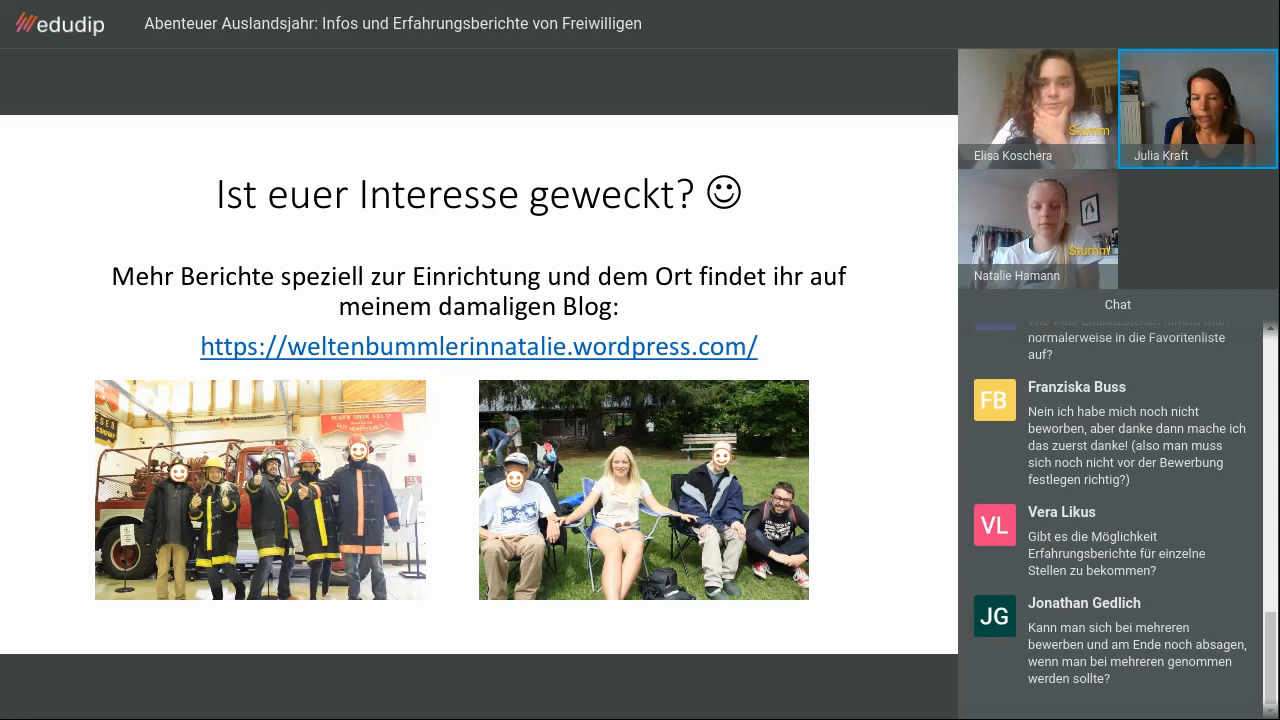 edudip
Abenteuer Auslandsjahr: Infos und Erfahrungsberichte von Freiwilligen
Ist euer Interesse geweckt? ☺
Mehr Berichte speziell zur Einrichtung und dem Ort findet ihr auf
meinem damaligen Blog:
https://weltenbummlerinnatalie.wordpress.com/
Stumm
Elisa Koschera
Julia Kraft
Stumm
Natalie Hamann
Chat
normalerweise in die Favoritenliste
auf?
FB
Franziska Buss
Nein ich habe mich noch nicht
beworben, aber danke dann mache ich
das zuerst danke! (also man muss
sich noch nicht vor der Bewerbung
festlegen richtig?)
VL
Vera Likus
Gibt es die Möglichkeit
Erfahrungsberichte für einzelne
Stellen zu bekommen?
JG
Jonathan Gedlich
Kann man sich bei mehreren
bewerben und am Ende noch absagen,
wenn man bei mehreren genommen
werden sollte?